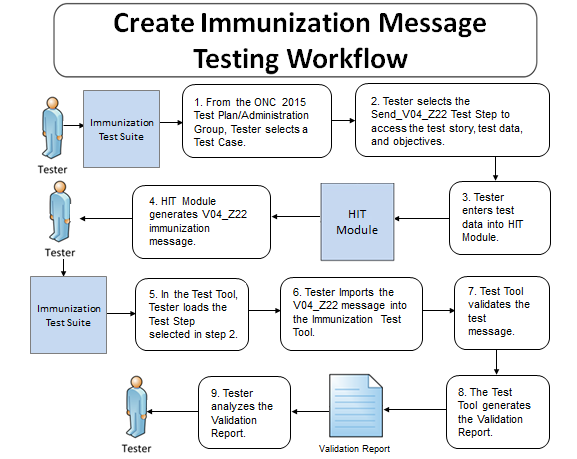 Create Immunization Message
Testing Workflow
Tester
Immunization
Test Suite
1. From the ONC 2015
Test Plan/Administration
Group, Tester selects a
Test Case.
2. Tester selects the
Send_V04_Z22 Test Step to
access the test story, test data,
and objectives.
3. Tester
enters test
data into HIT
Module.
HIT
Module
4. HIT Module
generates V04_Z22
immunization
message.
Tester
Immunization
Test Suite
5. In the Test Tool,
Tester loads the
Test Step
selected in step 2.
6. Tester Imports the
V04_Z22 message into
the Immunization Test
Tool.
7. Test Tool
validates the
test
message.
8. The Test
Tool generates
the Validation
Report.
Validation Report
9. Tester
analyzes the
Validation
Report.
Tester